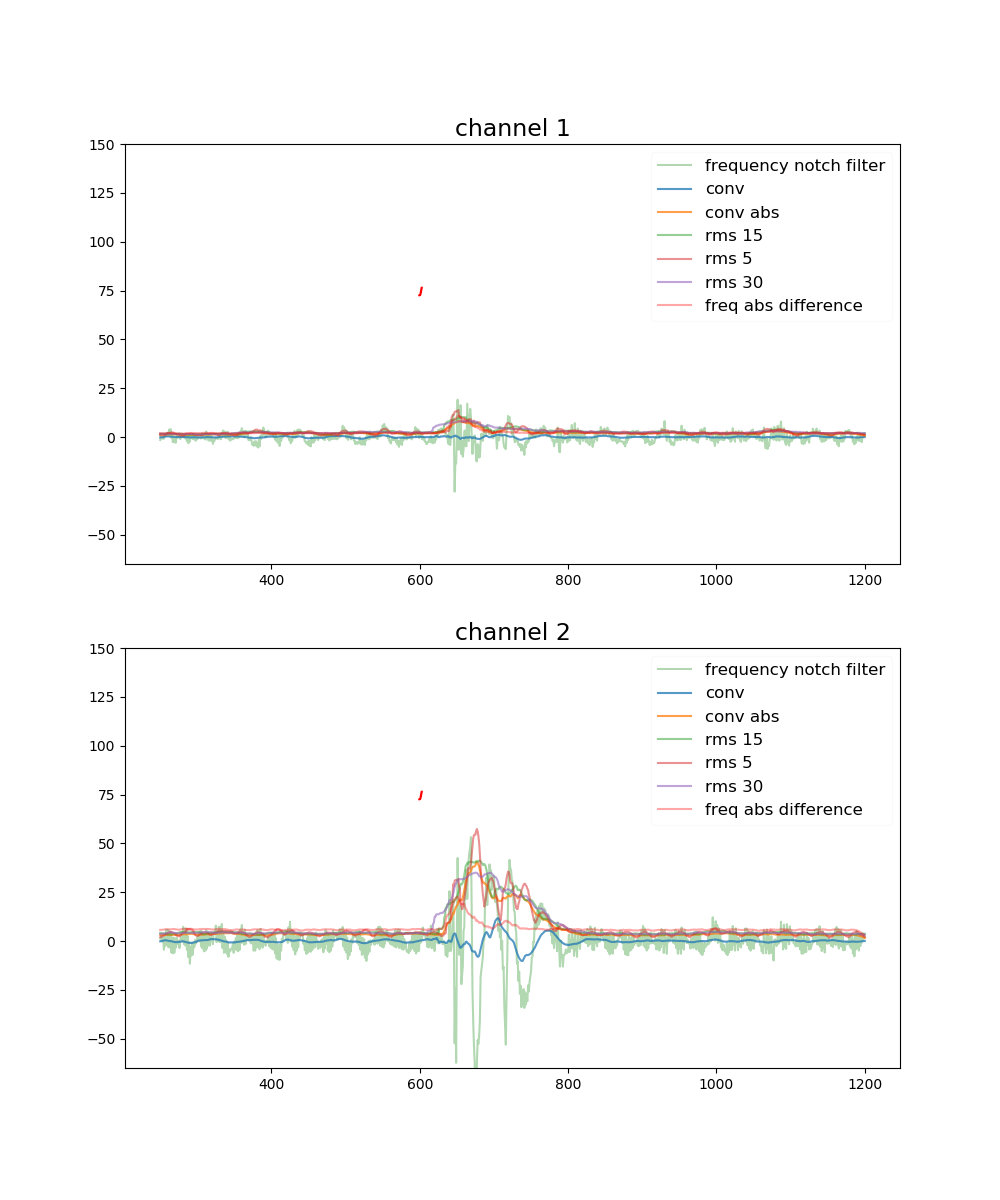 channel 1
150
125
100
75
50
25
0
−25
−50
400 600 800 1000 1200
frequency notch filter
conv
conv abs
rms 15
rms 5
rms 30
freq abs difference
J
channel 2
150
125
100
75
50
25
0
−25
−50
400 600 800 1000 1200
frequency notch filter
conv
conv abs
rms 15
rms 5
rms 30
freq abs difference
J